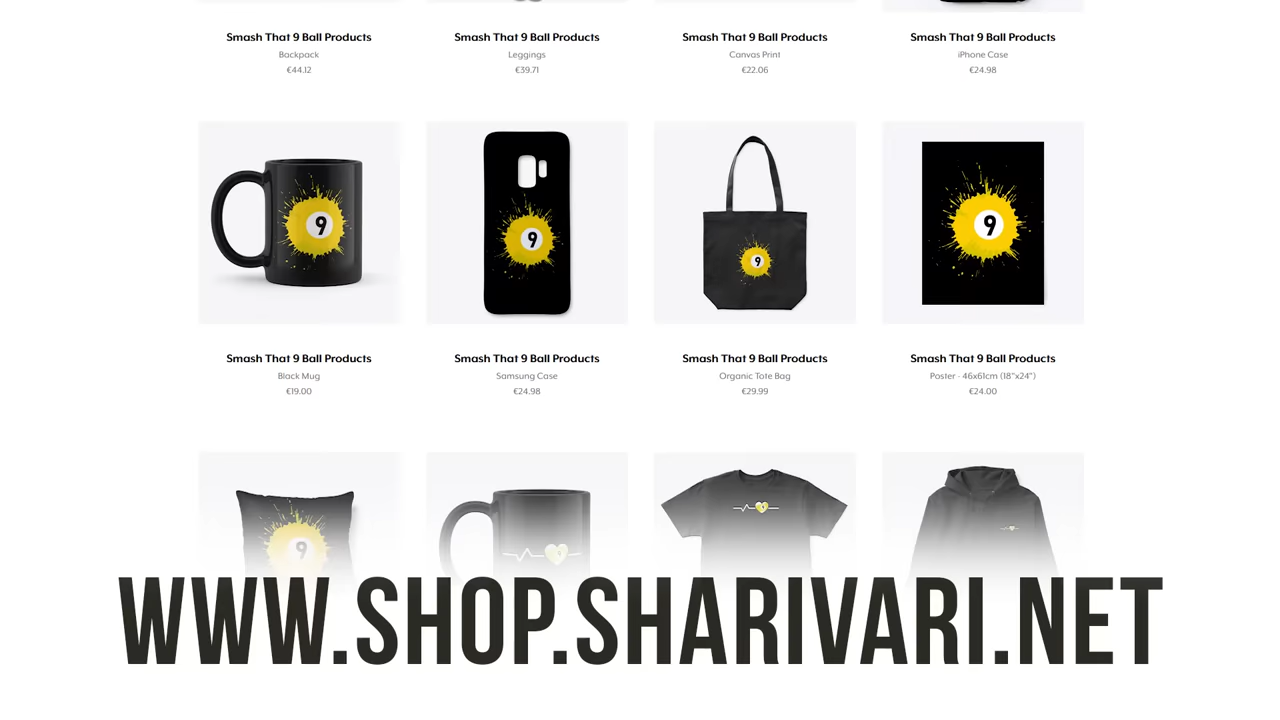 Smash That 9 Ball Products Smash That 9 Ball Products Smash That 9 Ball Products Smash That 9 Ball Products
Backpack Leggings Canvas Print iPhone Case
€44.12 €39.71 €22.06 €24.98
9 9 9 9
Smash That 9 Ball Products Smash That 9 Ball Products Smash That 9 Ball Products Smash That 9 Ball Products
Black Mug Samsung Case Organic Tote Bag Poster - 46x61cm (18"x24")
€19.00 €24.98 €29.99 €24.00
9
WWW.SHOP.SHARIVARI.NET